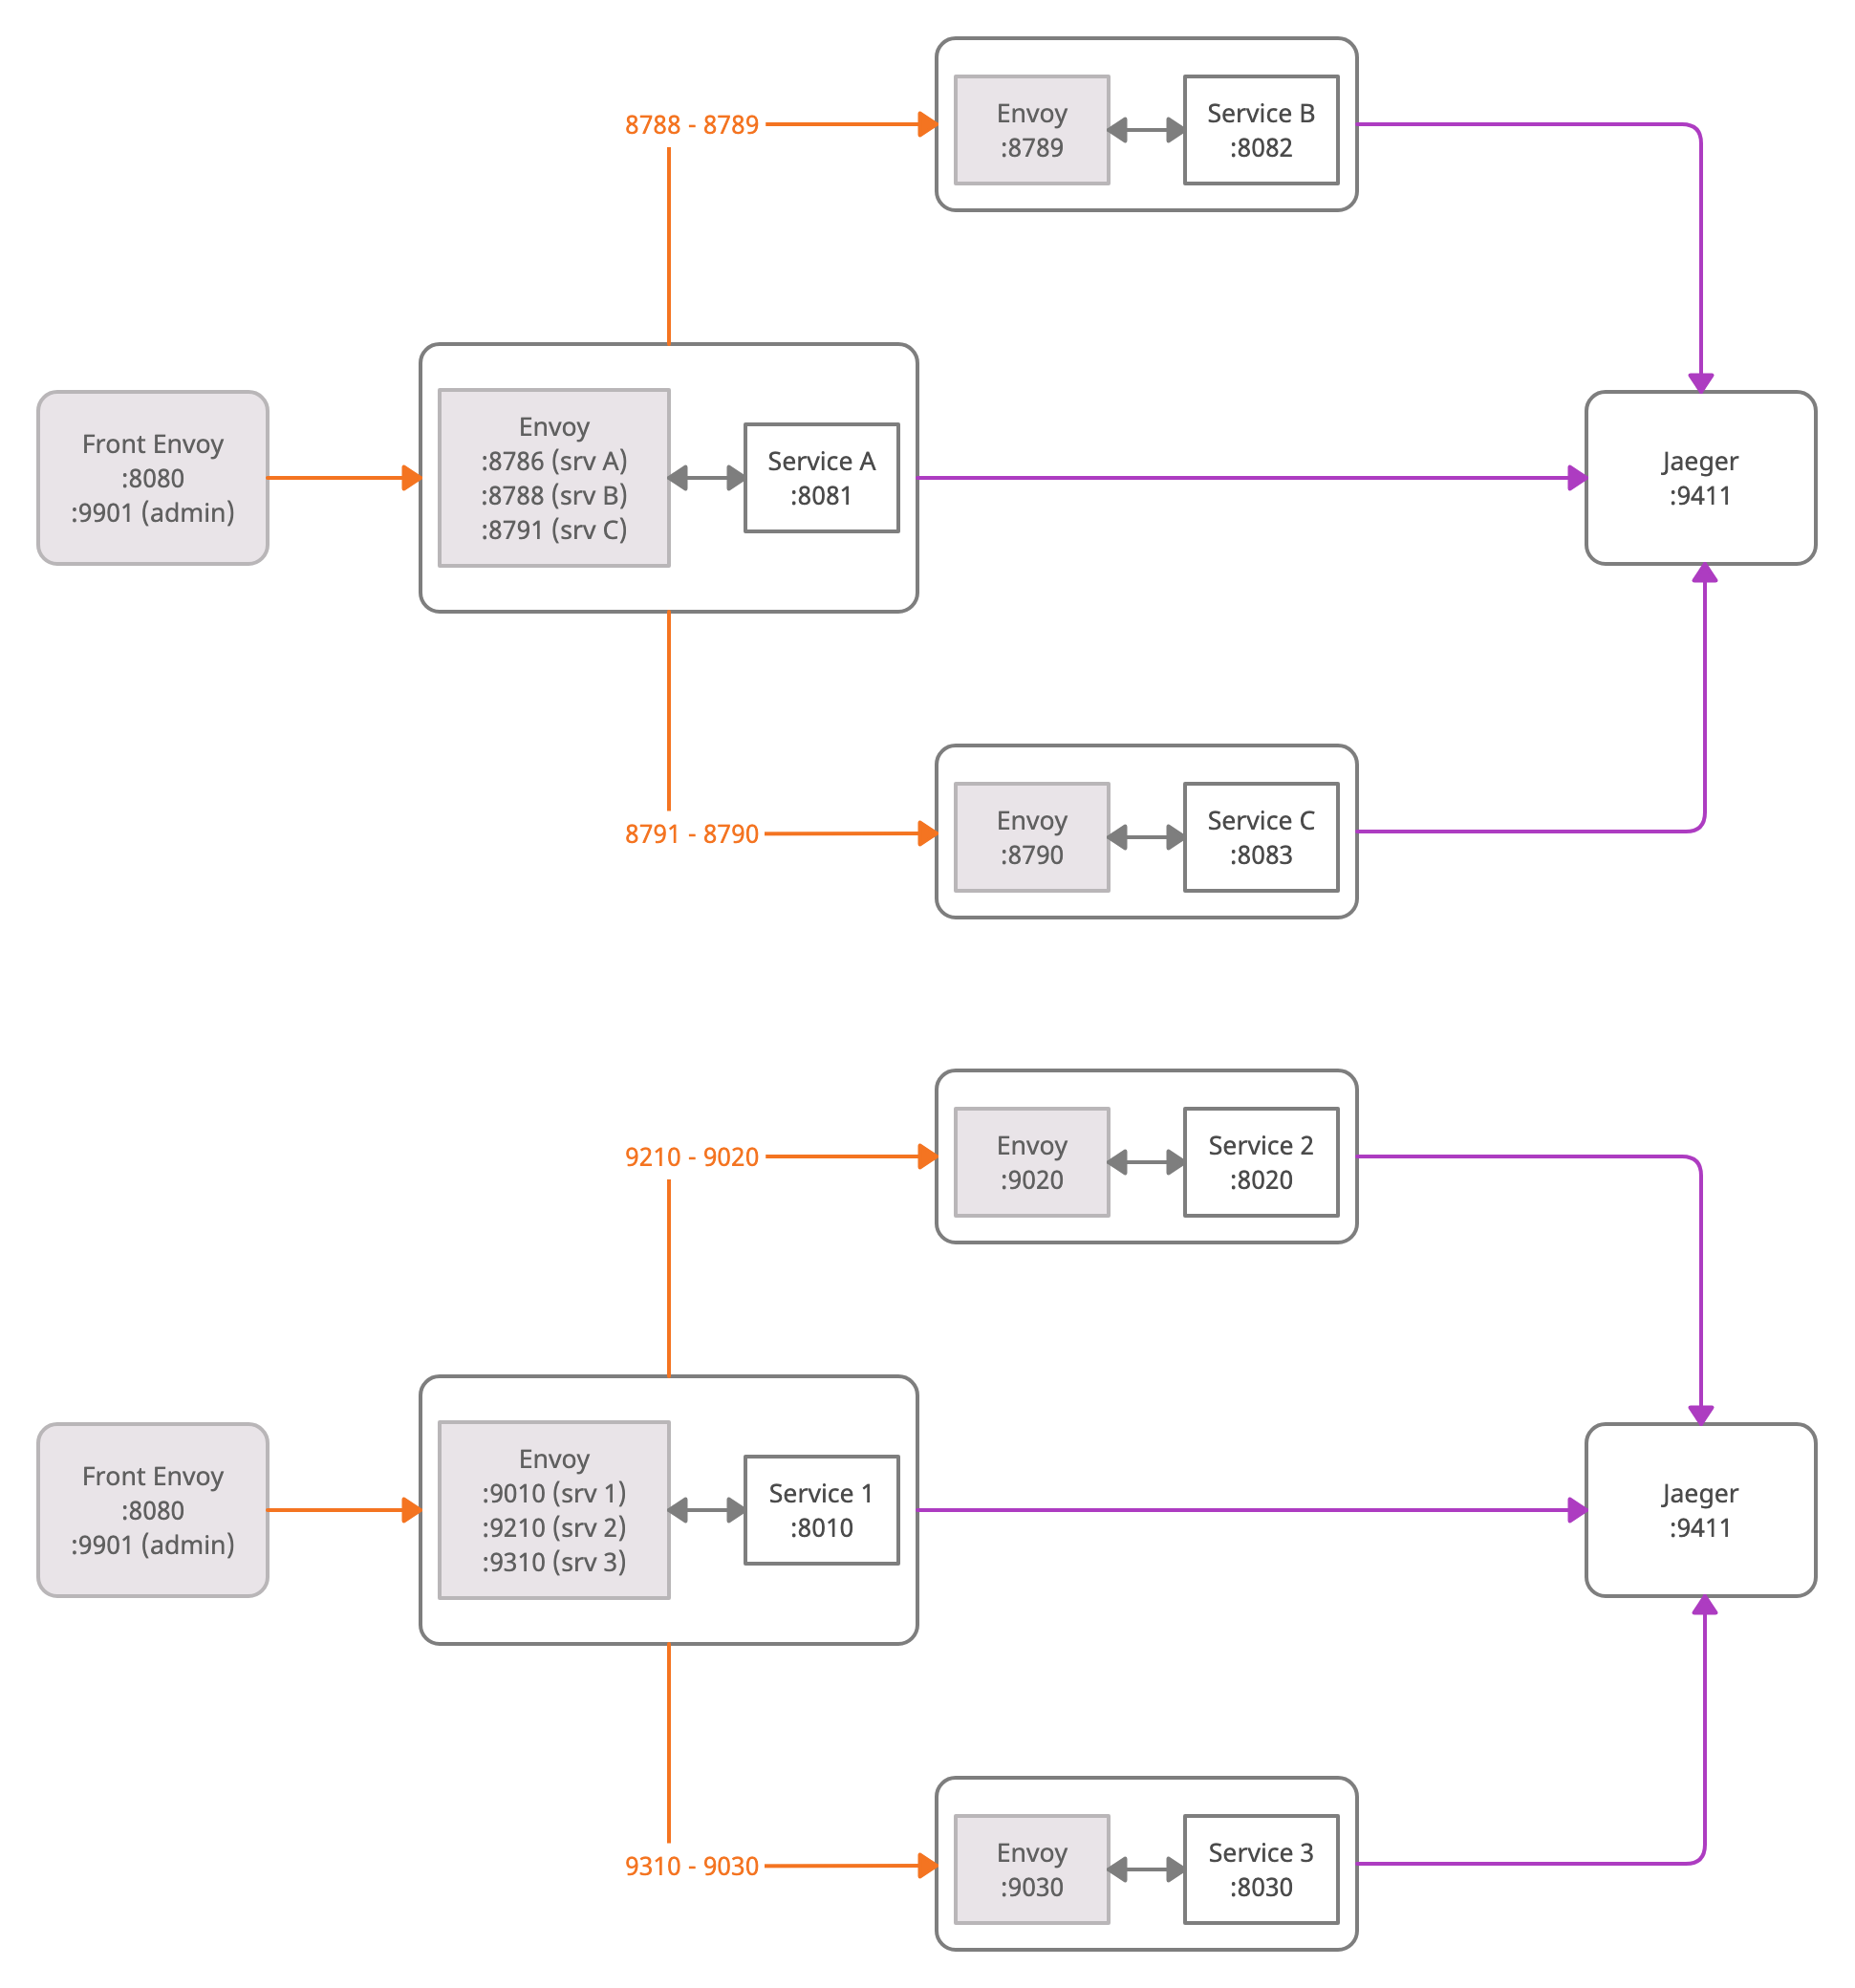 8788 - 8789
Envoy
:8789
Service B
:8082
Front Envoy
:8080
:9901 (admin)
Envoy
:8786 (srv A)
:8788 (srv B)
:8791 (srv C)
Service A
:8081
Jaeger
:9411
8791 - 8790
Envoy
:8790
Service C
:8083
9210 - 9020
Envoy
:9020
Service 2
:8020
Front Envoy
:8080
:9901 (admin)
Envoy
:9010 (srv 1)
:9210 (srv 2)
:9310 (srv 3)
Service 1
:8010
Jaeger
:9411
9310 - 9030
Envoy
:9030
Service 3
:8030